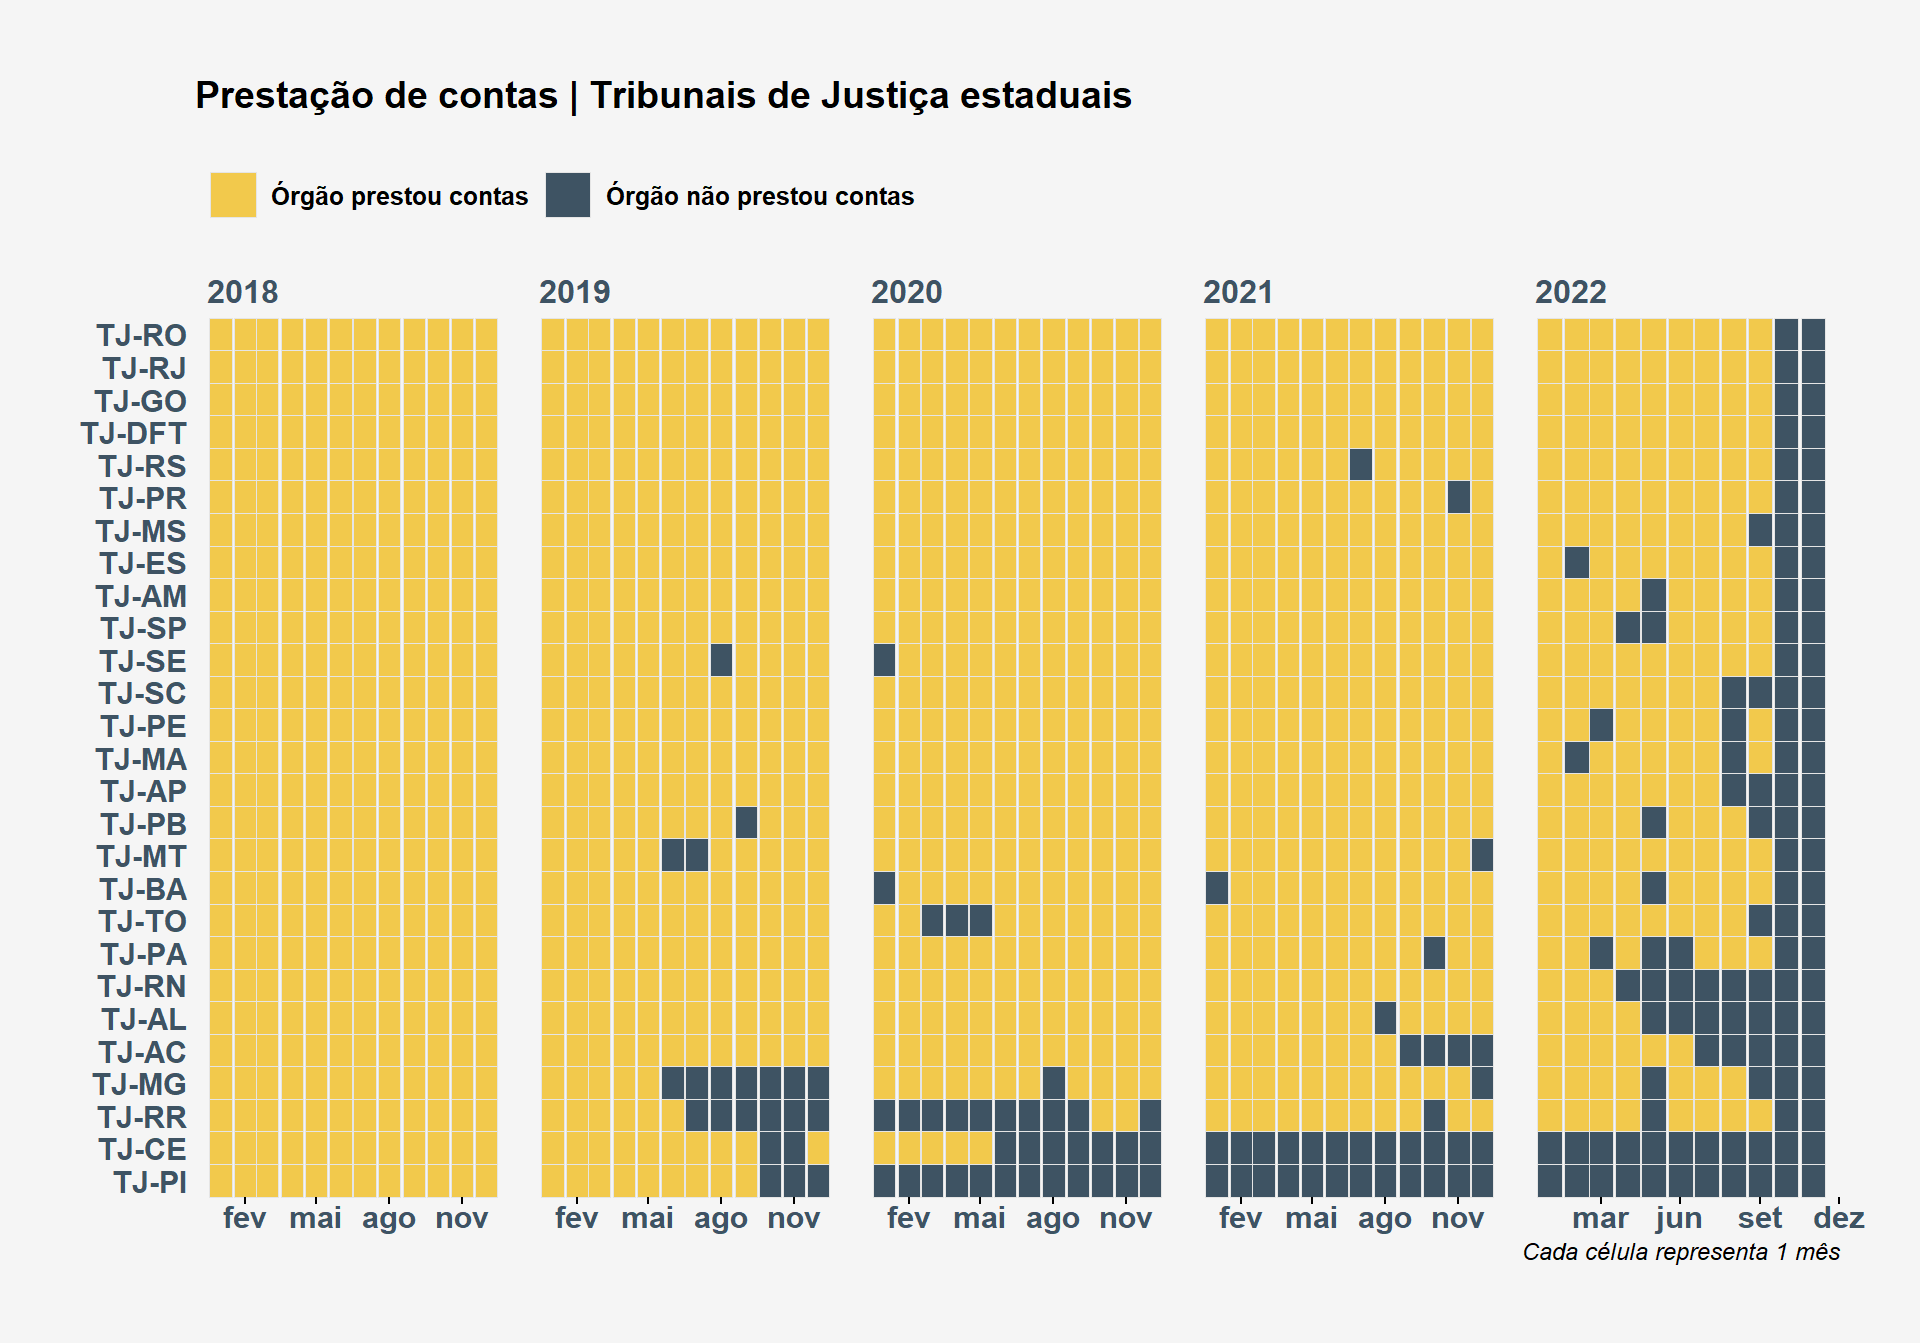 Prestação de contas | Tribunais de Justiça estaduais
Órgão prestou contas Órgão não prestou contas
2018 2019 2020 2021 2022
TJ-RO
TJ-RJ
TJ-GO
TJ-DFT
TJ-RS
TJ-PR
TJ-MS
TJ-ES
TJ-AM
TJ-SP
TJ-SE
TJ-SC
TJ-PE
TJ-MA
TJ-AP
TJ-PB
TJ-MT
TJ-BA
TJ-TO
TJ-PA
TJ-RN
TJ-AL
TJ-AC
TJ-MG
TJ-RR
TJ-CE
TJ-PI
fev mai ago nov fev mai ago nov fev mai ago nov fev mai ago nov mar jun set dez
Cada célula representa 1 mês